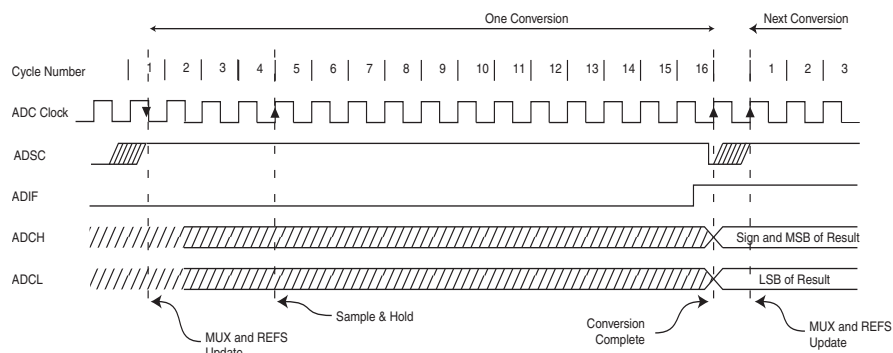 One Conversion Next Conversion
Cycle Number 1 2 3 4 5 6 7 8 9 10 11 12 13 14 15 16 1 2 3
ADC Clock
ADSC
ADIF
ADCH Sign and MSB of Result
ADCL LSB of Result
MUX and REFS
Update
Sample & Hold
Conversion
Complete
MUX and REFS
Update